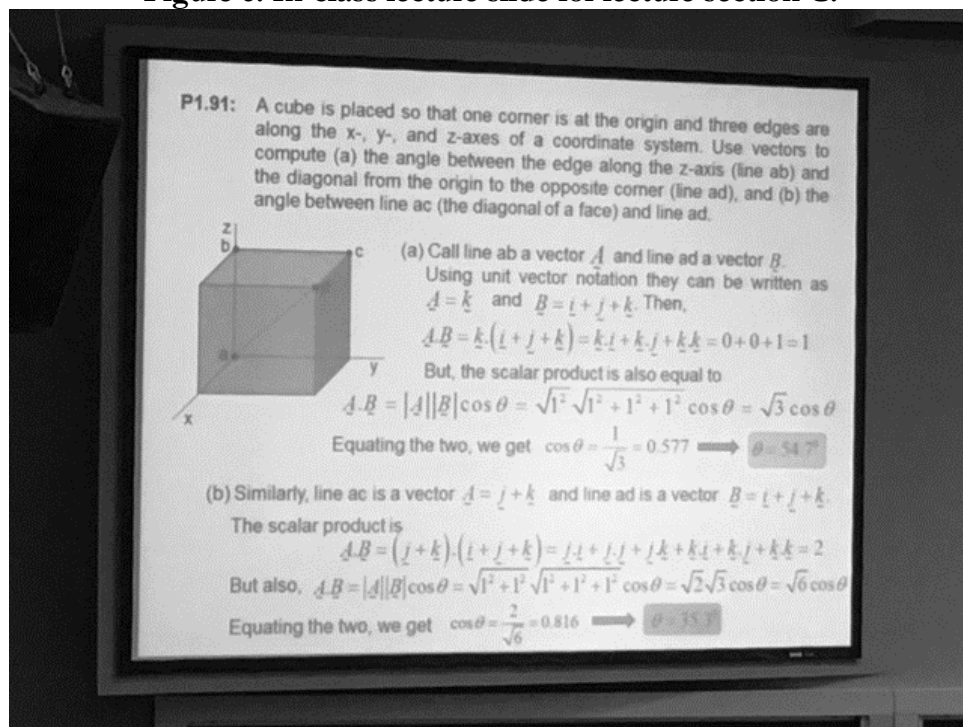 Figure 6. In-class lecture slide for lecture section C.
P1.91: A cube is placed so that one corner is at the origin and three edges are
along the x-, y-, and z-axes of a coordinate system. Use vectors to
compute (a) the angle between the edge along the z-axis (line ab) and
the diagonal from the origin to the opposite corner (line ad), and (b) the
angle between line ac (the diagonal of a face) and line ad.
z
b
c
a
y
x
(a) Call line ab a vector A and line ad a vector B.
Using unit vector notation they can be written as
A = k and B = i + j + k. Then,
A.B = k.(i + j + k) = k.i + k.j + k.k = 0+0+1=1
But, the scalar product is also equal to
A.B = |A||B|cos θ = √1² √1² + 1² + 1² cos θ = √3 cos θ
Equating the two, we get cos θ = 1/√3 = 0.577 ➡ θ = 54.7°
(b) Similarly, line ac is a vector A = j + k and line ad is a vector B = i + j + k.
The scalar product is
A.B = (j + k).(i + j + k) = j.i + j.j + j.k + k.i + k.j + k.k = 2
But also, A.B = |A||B|cos θ = √1² + 1² √1² + 1² + 1² cos θ = √2√3 cos θ = √6 cos θ
Equating the two, we get cos θ = 2/√6 = 0.816 ➡ θ = 35.3°